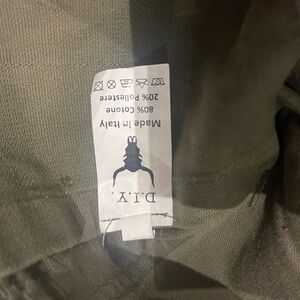 D.I.Y.
Made in Italy
80% Cotone
20% Poliestere